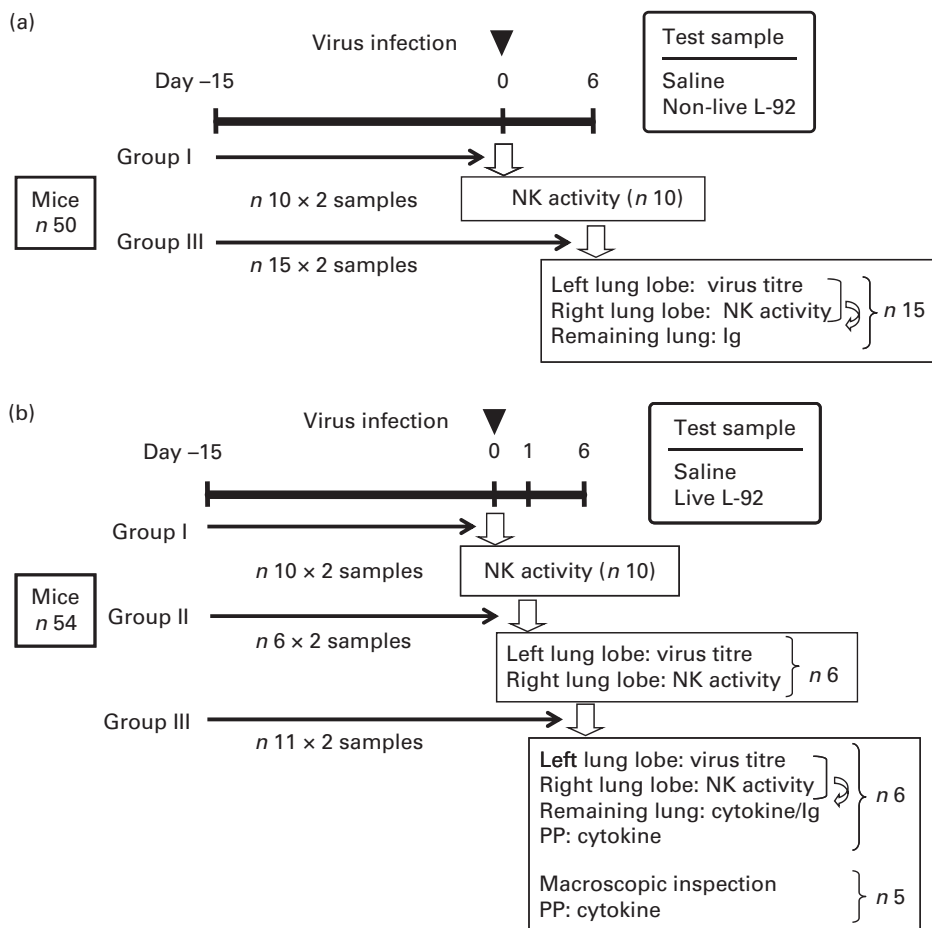 (a)
Virus infection
Test sample
Saline
Non-live L-92
Day –15
0
6
Group I
n 10 × 2 samples
NK activity (n 10)
Mice
n 50
Group III
n 15 × 2 samples
Left lung lobe: virus titre
Right lung lobe: NK activity
Remaining lung: Ig
n 15
(b)
Virus infection
Test sample
Saline
Live L-92
Day –15
0
1
6
Group I
n 10 × 2 samples
NK activity (n 10)
Mice
n 54
Group II
n 6 × 2 samples
Left lung lobe: virus titre
Right lung lobe: NK activity
n 6
Group III
n 11 × 2 samples
Left lung lobe: virus titre
Right lung lobe: NK activity
Remaining lung: cytokine/Ig
PP: cytokine
n 6
Macroscopic inspection
PP: cytokine
n 5